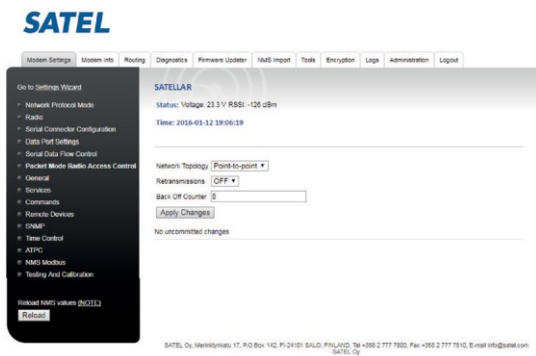 SATEL
Modem Settings Modem Info Routing Diagnostics Firmware Updater NMS Import Tools Encryption Logs Administration Logout
Go to Settings Wizard
Network Protocol Mode
Radio
Serial Connector Configuration
Data Port Settings
Serial Data Flow Control
Packet Mode Radio Access Control
General
Services
Commands
Remote Devices
SNMP
Time Control
ATPC
NMS Modbus
Testing And Calibration
Reload NMS values (NOTE)
Reload
SATELLAR
Status: Voltage: 23.3 V RSSI: -126 dBm
Time: 2016-01-12 19:06:19
Network Topology Point-to-point
Retransmissions OFF
Back Off Counter 8
Apply Changes
No uncommitted changes
SATEL Oy, Meriniitynkatu 17, P.O.Box 142, FI-24101 SALO, FINLAND, Tel +358 2 777 7800, Fax +358 2 777 7810, E-mail info@satel.com
SATEL Oy